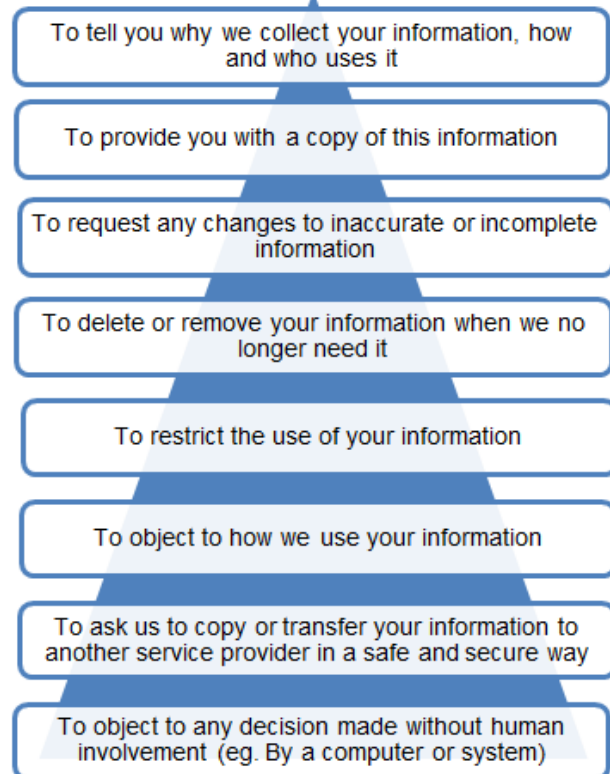 To tell you why we collect your information, how
and who uses it
To provide you with a copy of this information
To request any changes to inaccurate or incomplete
information
To delete or remove your information when we no
longer need it
To restrict the use of your information
To object to how we use your information
To ask us to copy or transfer your information to
another service provider in a safe and secure way
To object to any decision made without human
involvement (eg. By a computer or system)